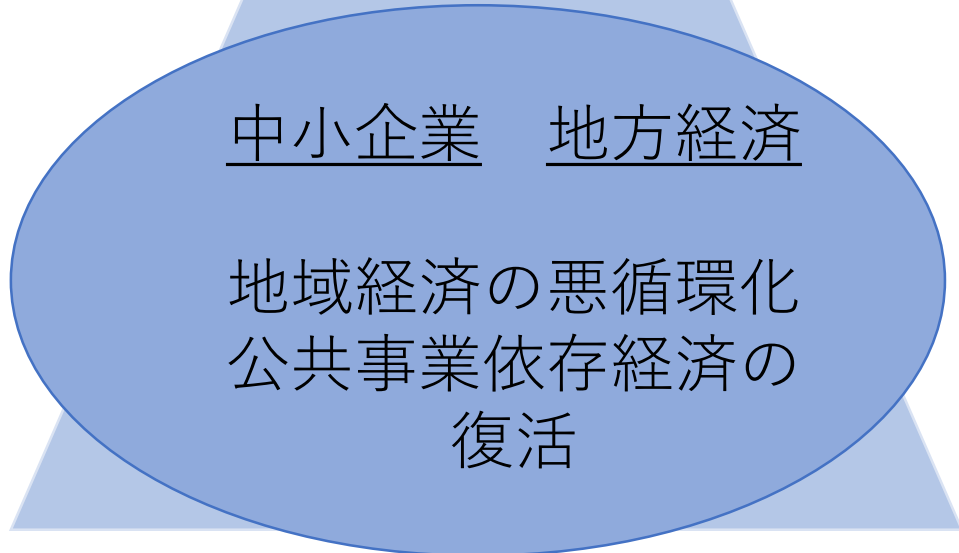 中小企業　地方経済
地域経済の悪循環化
公共事業依存経済の
復活